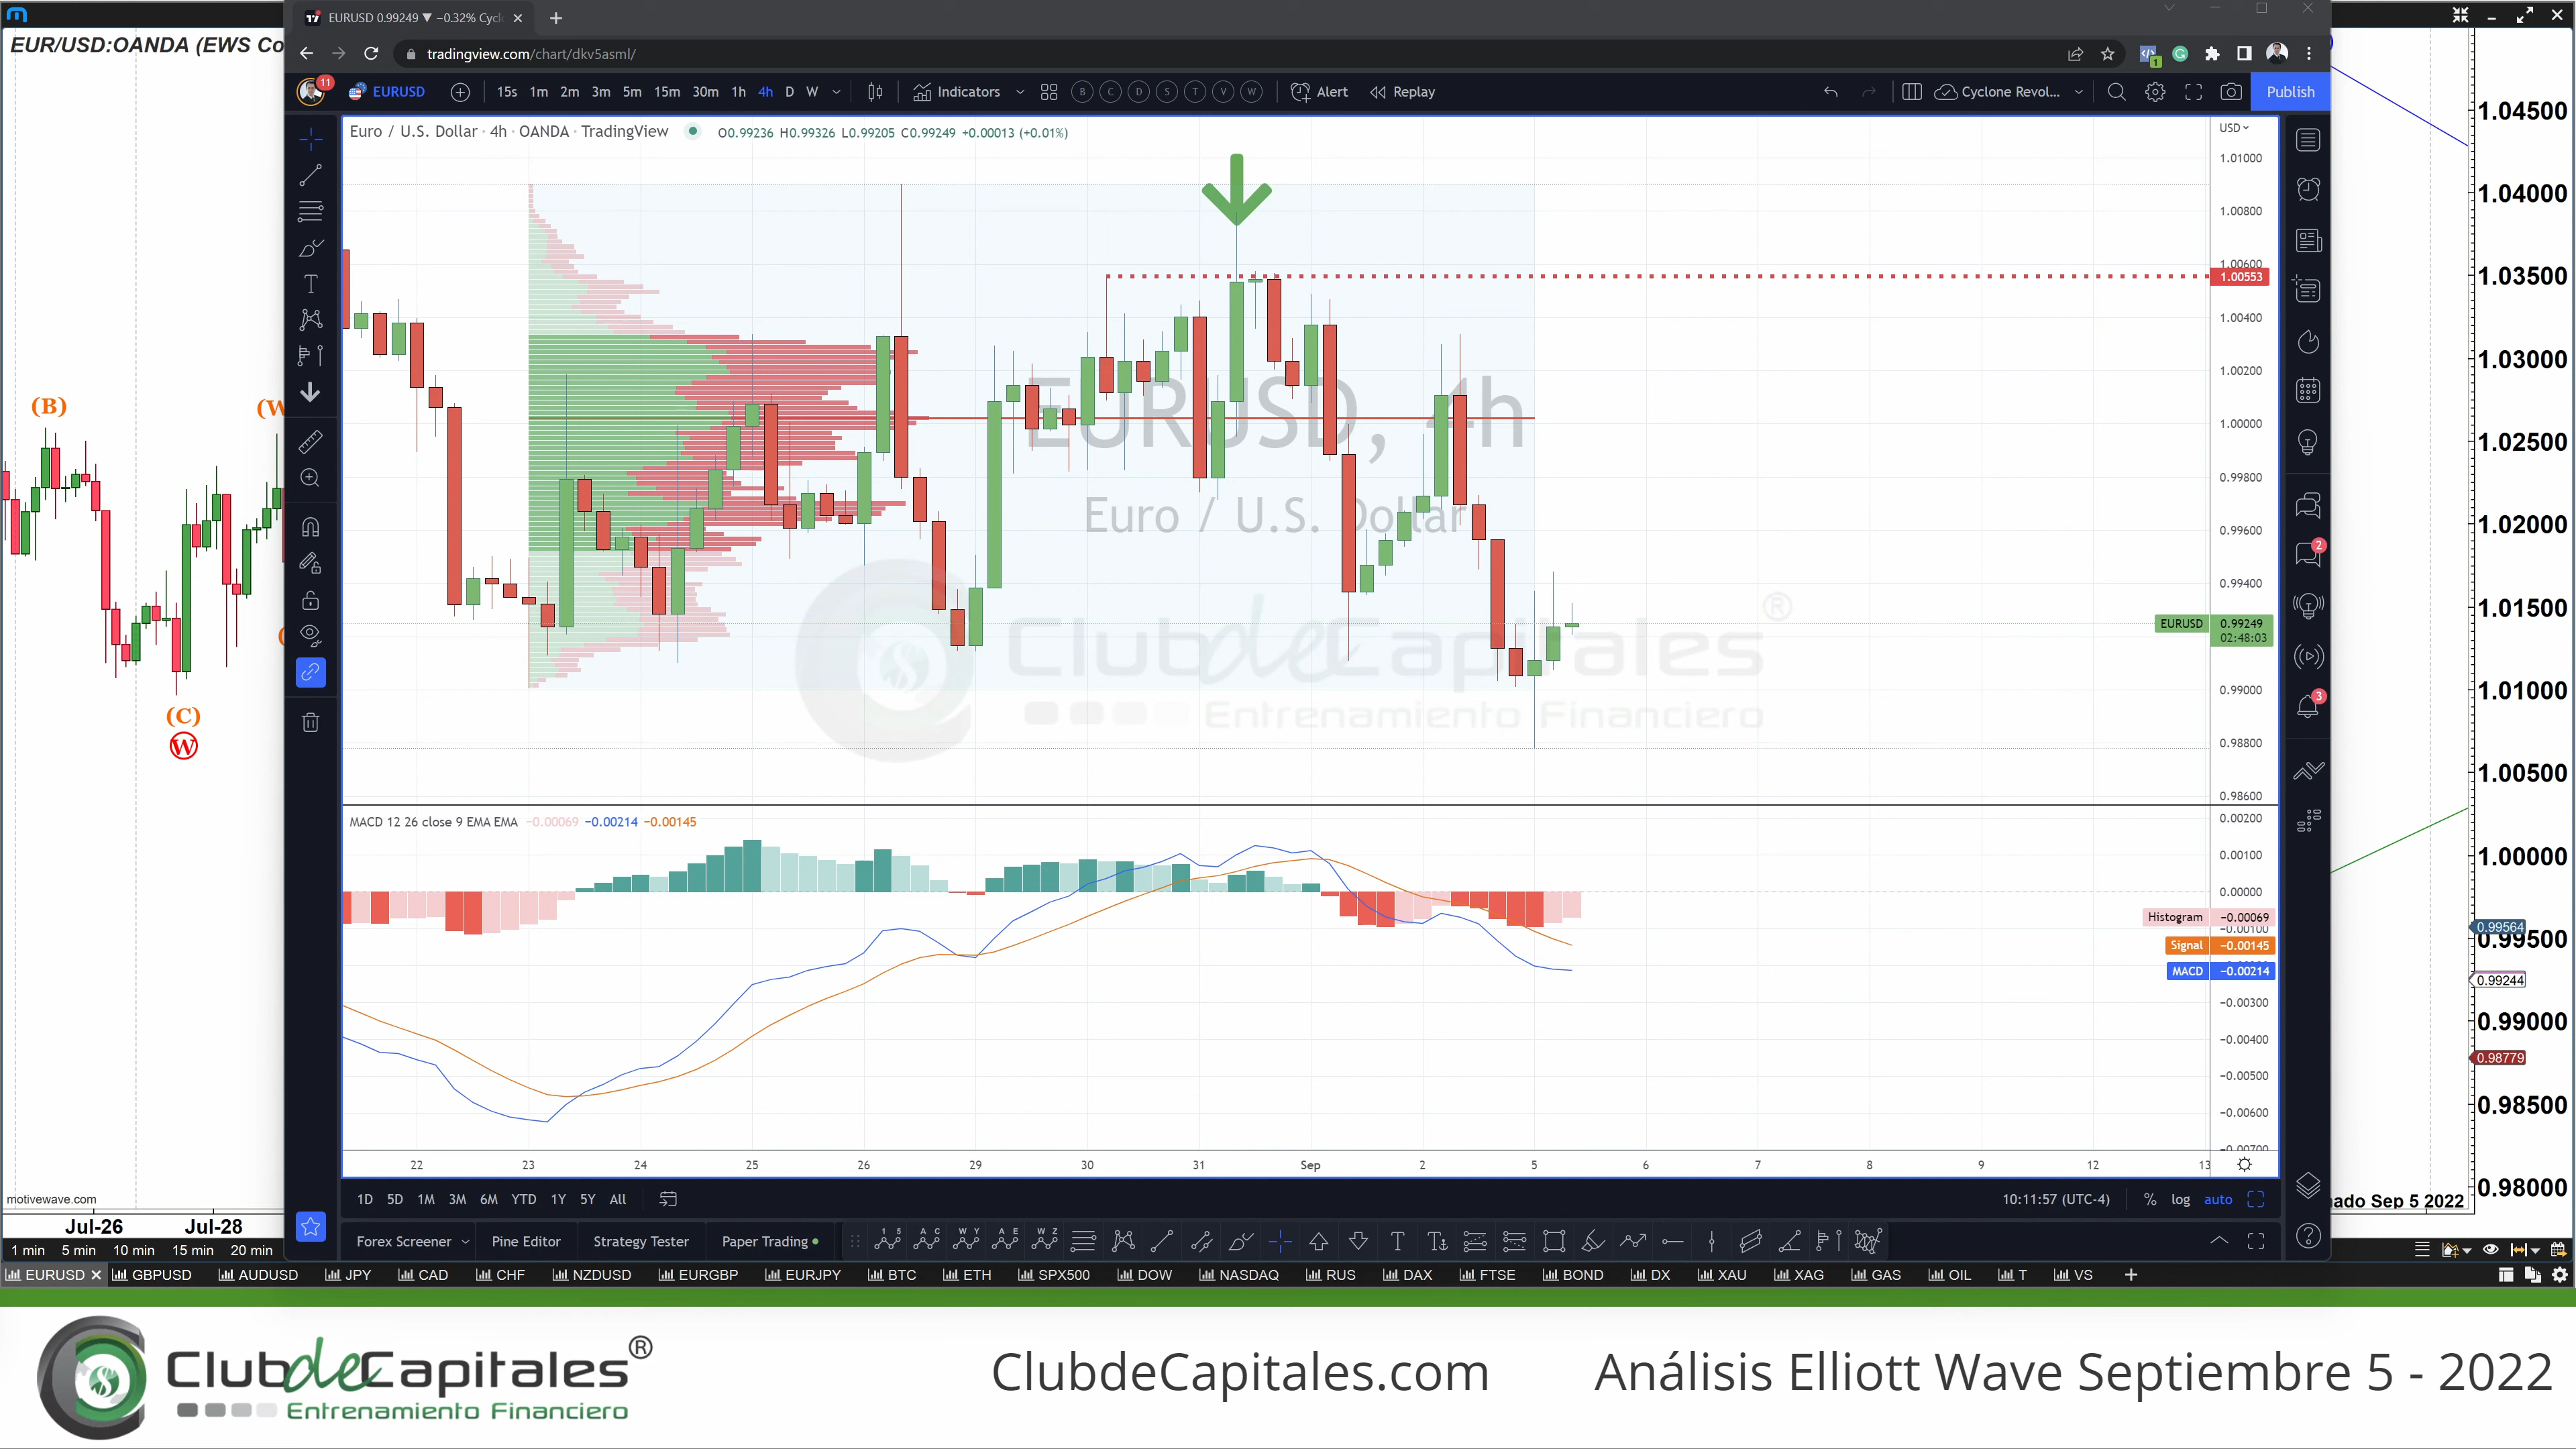 EUR/USD:OANDA (EWS Co
EURUSD 0.99249 ▼ −0.32% Cycl
tradingview.com/chart/dkv5asml/
11
EURUSD
15s 1m 2m 3m 5m 15m 30m 1h 4h D W
Indicators
B C D S T V W
Alert
Replay
Cyclone Revol...
Publish
Euro / U.S. Dollar · 4h · OANDA · TradingView
O0.99236 H0.99326 L0.99205 C0.99249 +0.00013 (+0.01%)
USD
1.01000
1.00800
1.00600
1.00553
1.00400
1.00200
1.00000
0.99800
0.99600
0.99400
EURUSD 0.99249
02:48:03
0.99000
0.98800
0.98600
EURUSD, 4h
Euro / U.S. Dollar
ClubdeCapitales®
Entrenamiento Financiero
MACD 12 26 close 9 EMA EMA −0.00069 −0.00214 −0.00145
0.00200
0.00100
0.00000
Histogram −0.00069
−0.00100
Signal −0.00145
MACD −0.00214
−0.00300
−0.00400
−0.00500
−0.00600
−0.00700
22 23 24 25 26 29 30 31 Sep 2 5 6 7 8 9 12 13
1D 5D 1M 3M 6M YTD 1Y 5Y All
10:11:57 (UTC-4) % log auto
Forex Screener Pine Editor Strategy Tester Paper Trading
1 5 A C W Y A E W Z
2
3
(B)
(W
(C)
W
(
motivewave.com
Jul-26 Jul-28
1 min 5 min 10 min 15 min 20 min
1.04500
1.04000
1.03500
1.03000
1.02500
1.02000
1.01500
1.01000
1.00500
1.00000
0.99564
0.99500
0.99244
0.99000
0.98779
0.98500
0.98000
ado Sep 5 2022
EURUSD GBPUSD AUDUSD JPY CAD CHF NZDUSD EURGBP EURJPY BTC ETH SPX500 DOW NASDAQ RUS DAX FTSE BOND DX XAU XAG GAS OIL T VS
ClubdeCapitales®
Entrenamiento Financiero
ClubdeCapitales.com
Análisis Elliott Wave Septiembre 5 - 2022